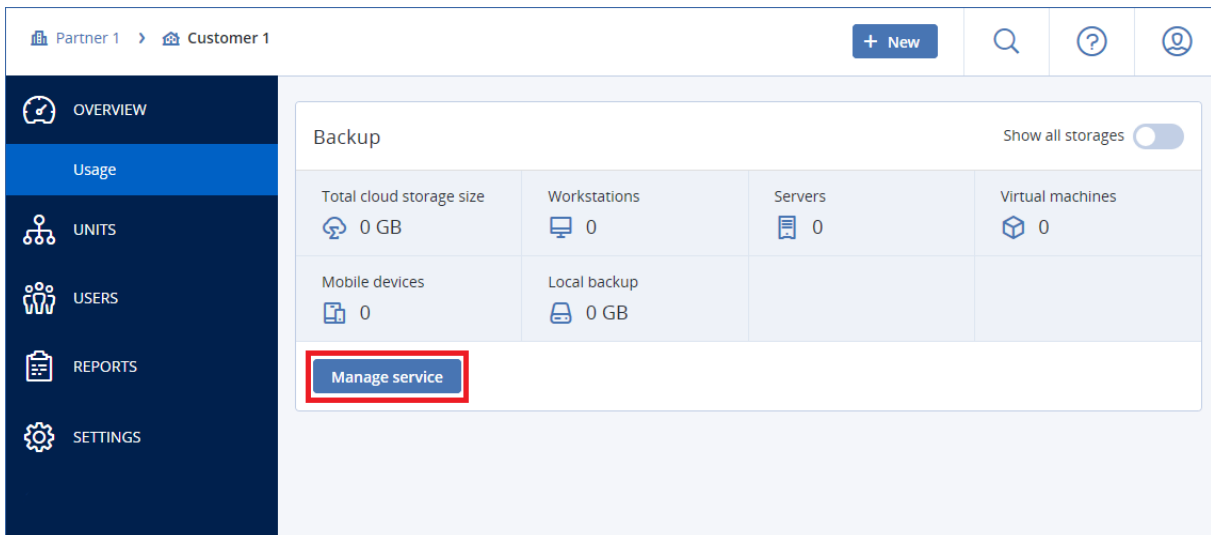 Partner 1 > Customer 1
+ New
OVERVIEW
Usage
UNITS
USERS
REPORTS
SETTINGS
Backup
Show all storages
Total cloud storage size
0 GB
Workstations
0
Servers
0
Virtual machines
0
Mobile devices
0
Local backup
0 GB
Manage service